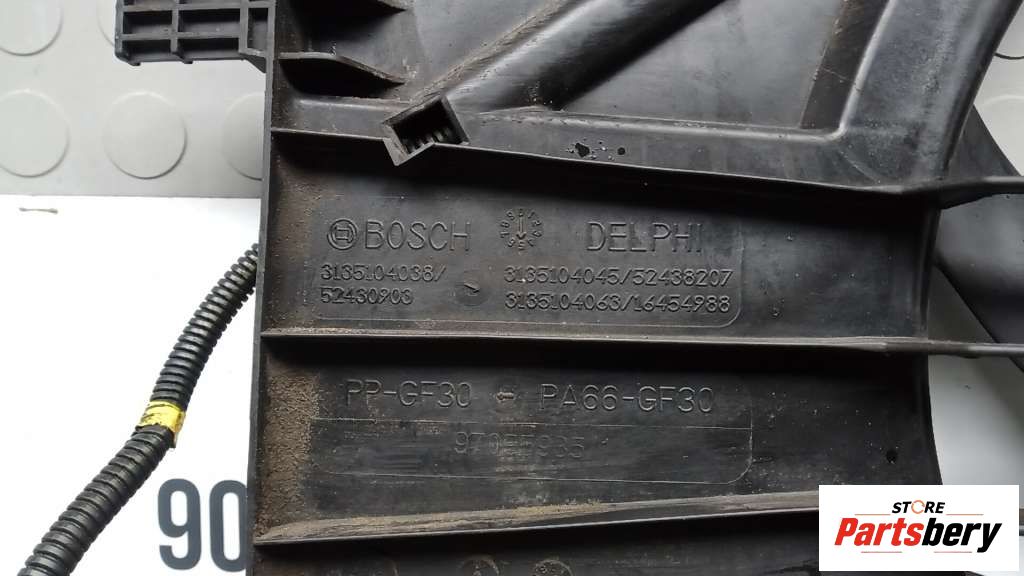 BOSCH DELPHI
3135104038/ 3135104045/52438207
52430903 3135104063/16454988
PP-GF30 PA66-GF30
90
STORE
Partsbery